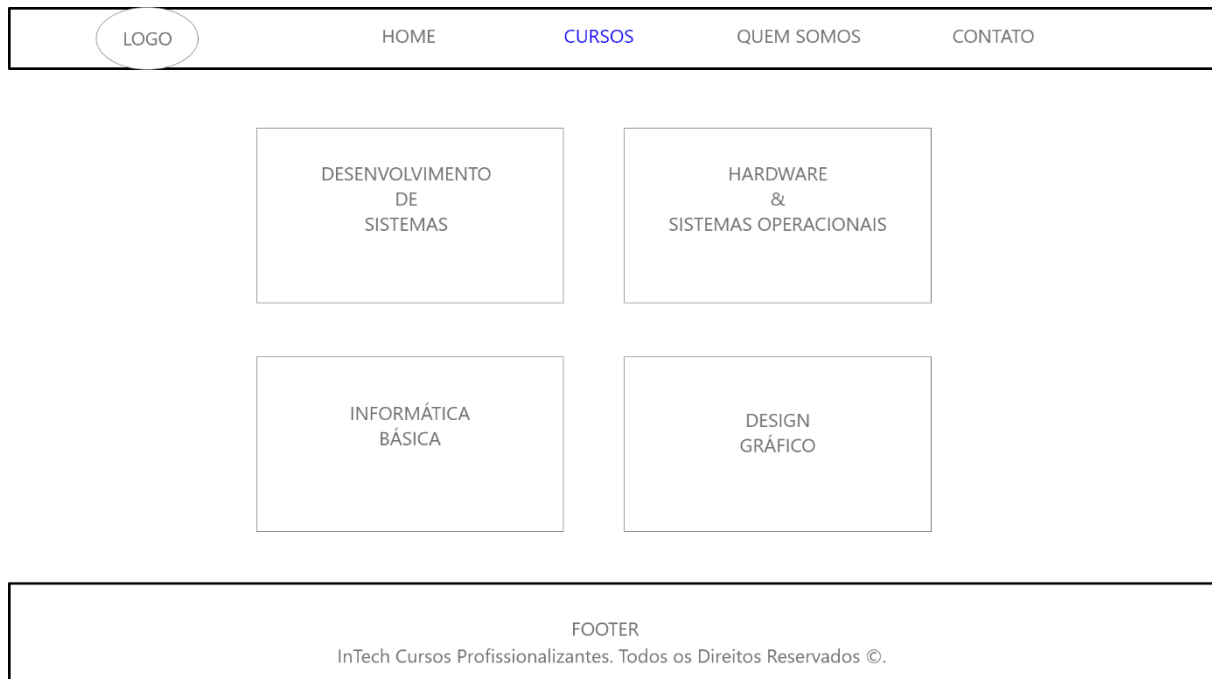 LOGO HOME CURSOS QUEM SOMOS CONTATO
DESENVOLVIMENTO
DE
SISTEMAS
HARDWARE
&
SISTEMAS OPERACIONAIS
INFORMÁTICA
BÁSICA
DESIGN
GRÁFICO
FOOTER
InTech Cursos Profissionalizantes. Todos os Direitos Reservados ©.